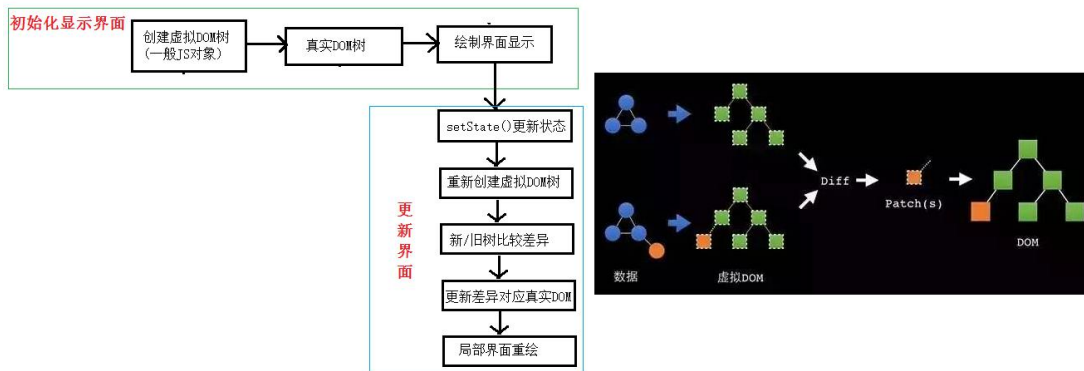 初始化显示界面
创建虚拟DOM树
(一般JS对象)
真实DOM树
绘制界面显示
setState()更新状态
重新创建虚拟DOM树
新/旧树比较差异
更新差异对应真实DOM
局部界面重绘
更
新
界
面
Diff
Patch(s)
DOM
数据
虚拟DOM